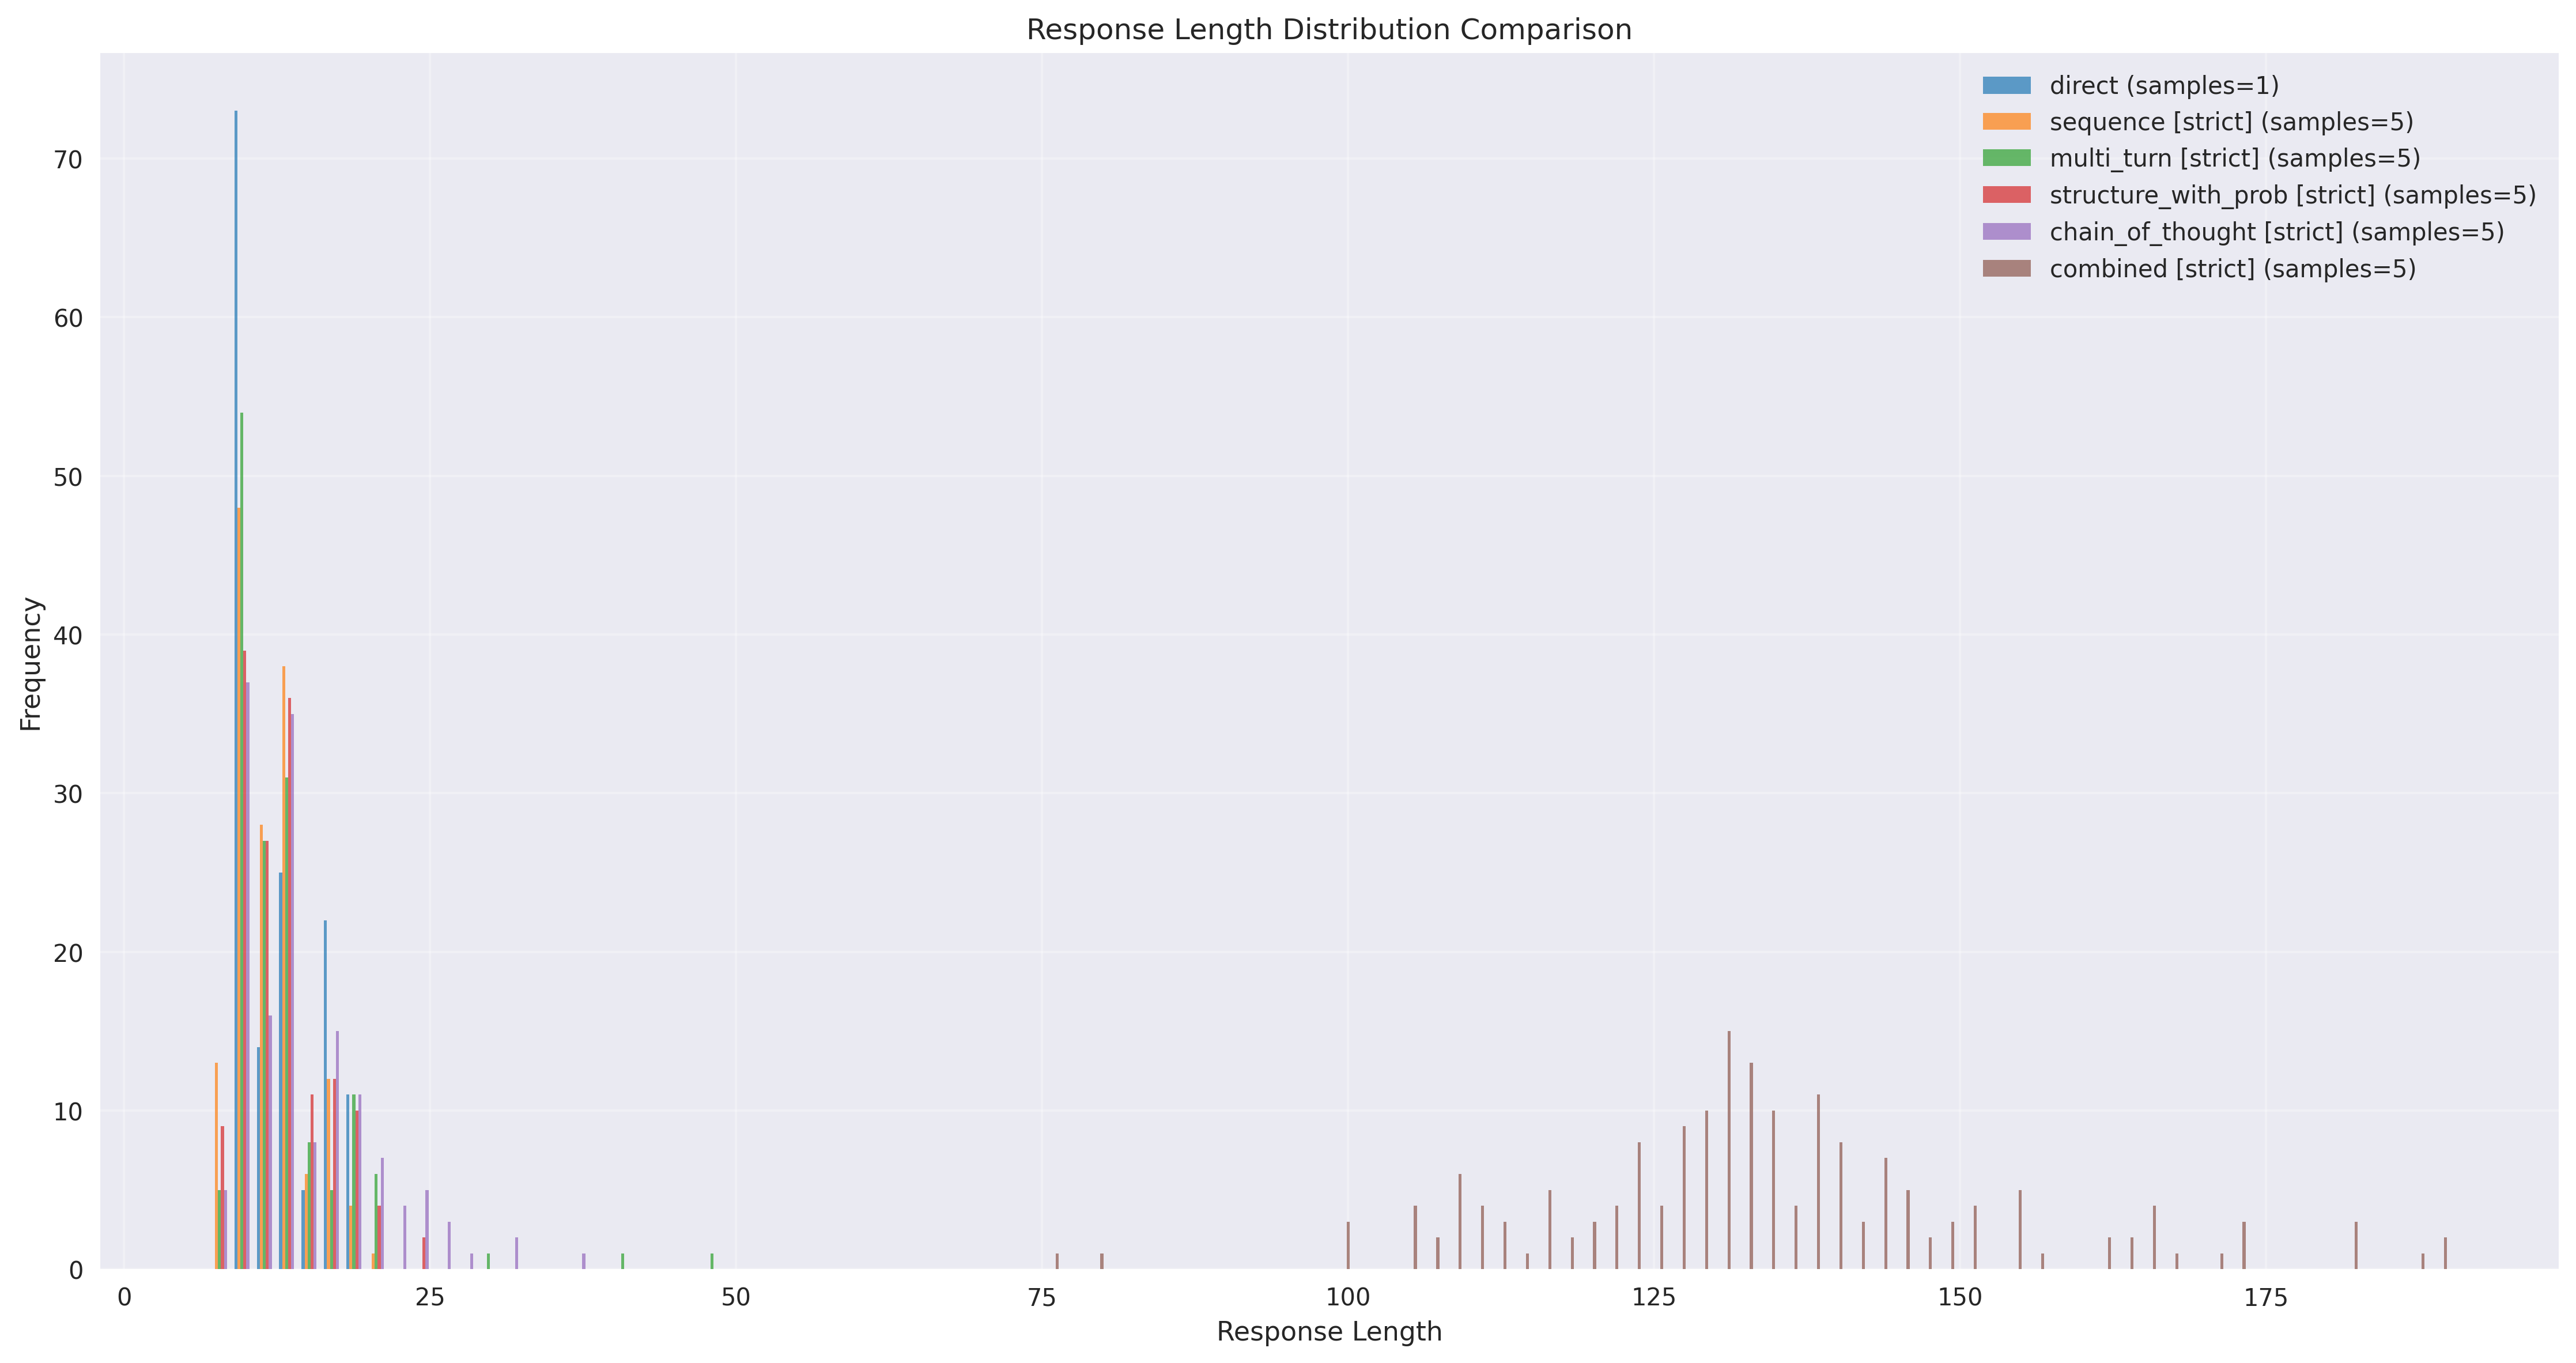 Response Length Distribution Comparison
direct (samples=1)
sequence [strict] (samples=5)
multi_turn [strict] (samples=5)
structure_with_prob [strict] (samples=5)
chain_of_thought [strict] (samples=5)
combined [strict] (samples=5)
Frequency
70
60
50
40
30
20
10
0
0 25 50 75 100 125 150 175
Response Length